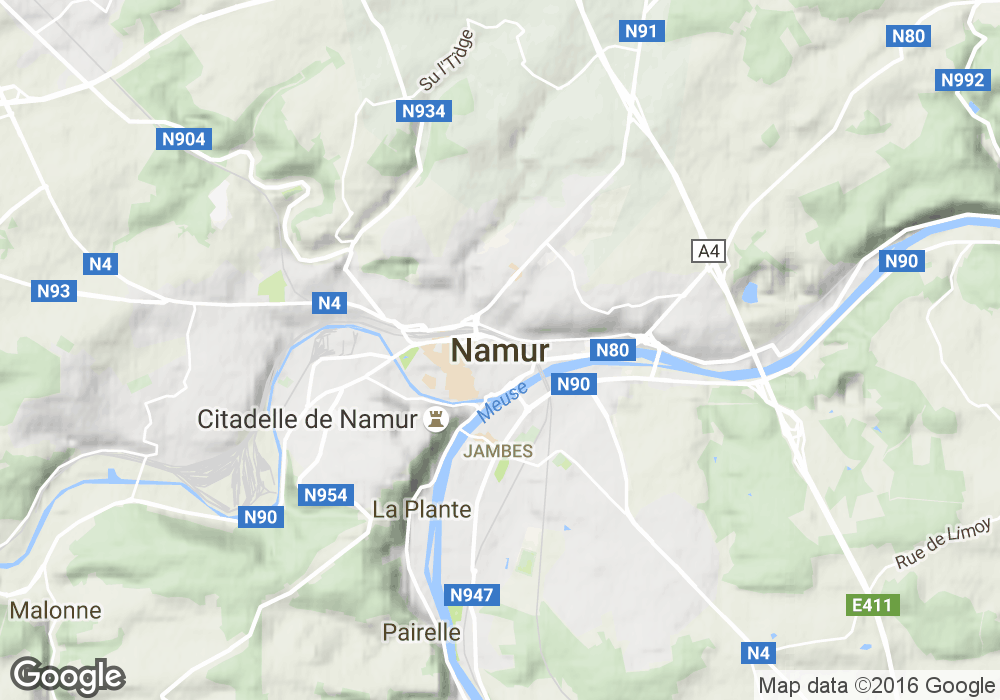 N91
N80
Su l'Tîdge
N992
N934
N904
A4
N4
N90
N93
N4
Namur
N80
N90
Meuse
Citadelle de Namur
JAMBES
N954
La Plante
N90
Rue de Limoy
N947
E411
Malonne
Pairelle
N4
Google
Map data ©2016 Google